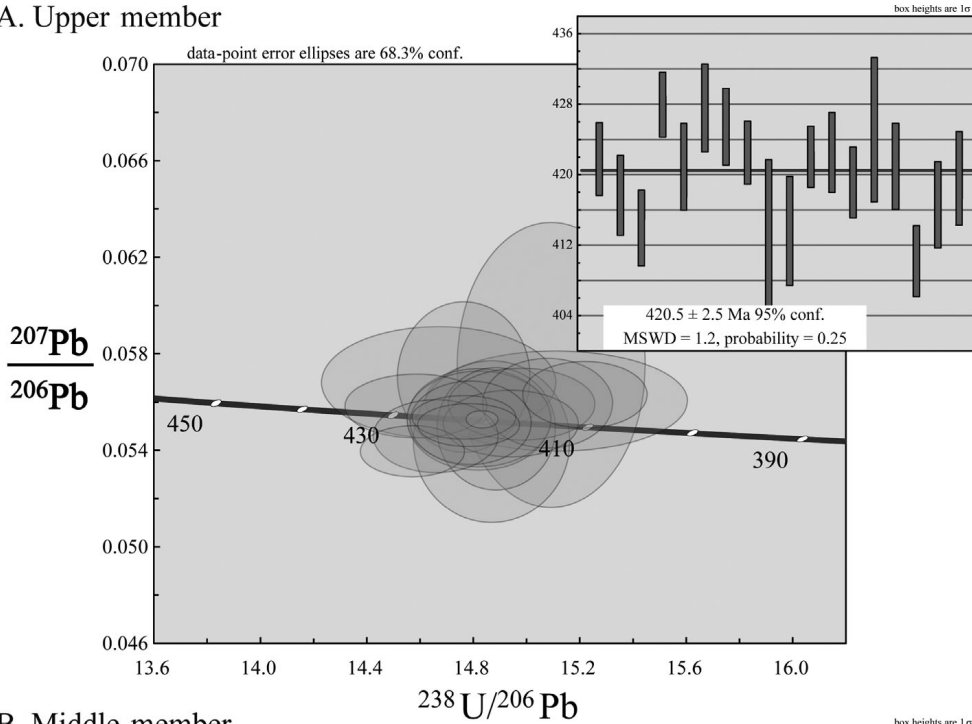 A. Upper member
box heights are 1σ
data-point error ellipses are 68.3% conf.
0.070
0.066
0.062
0.058
0.054
0.050
0.046
207Pb
206Pb
436
428
420
412
404
420.5 ± 2.5 Ma 95% conf.
MSWD = 1.2, probability = 0.25
450
430
410
390
13.6
14.0
14.4
14.8
15.2
15.6
16.0
238U/206Pb
B. Middle member
box heights are 1σ